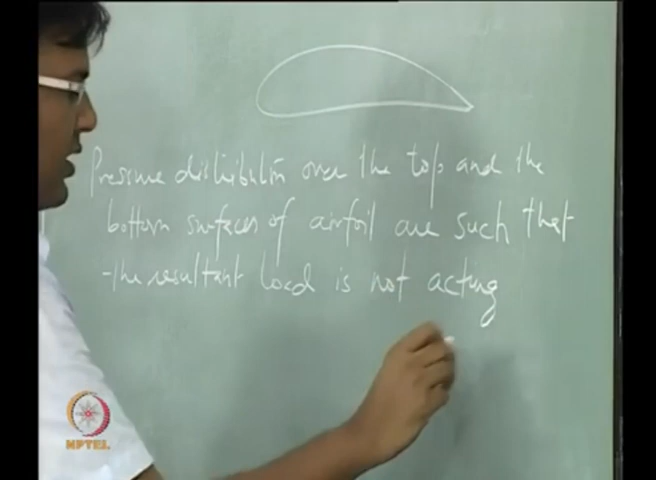 Pressure distribution over the top and the
bottom surfaces of airfoil are such that
the resultant load is not acting
NPTEL